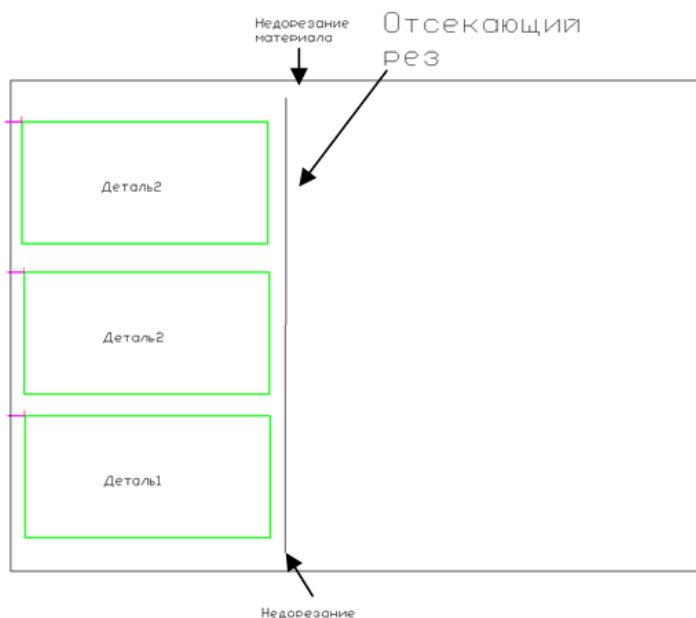 Недорезание
материала
Отсекающий
рез
Деталь2
Деталь2
Деталь1
Недорезание